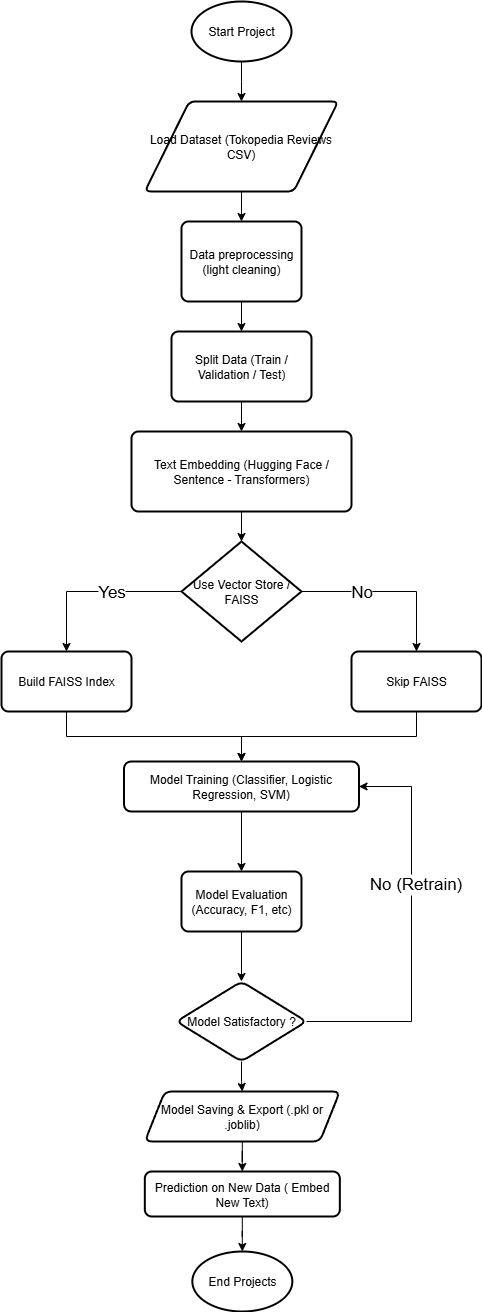 Start Project
Load Dataset (Tokopedia Reviews
CSV)
Data preprocessing
(light cleaning)
Split Data (Train /
Validation / Test)
Text Embedding (Hugging Face /
Sentence - Transformers)
Use Vector Store /
FAISS
Yes
No
Build FAISS Index
Skip FAISS
Model Training (Classifier, Logistic
Regression, SVM)
No (Retrain)
Model Evaluation
(Accuracy, F1, etc)
Model Satisfactory ?
Model Saving & Export (.pkl or
.joblib)
Prediction on New Data ( Embed
New Text)
End Projects